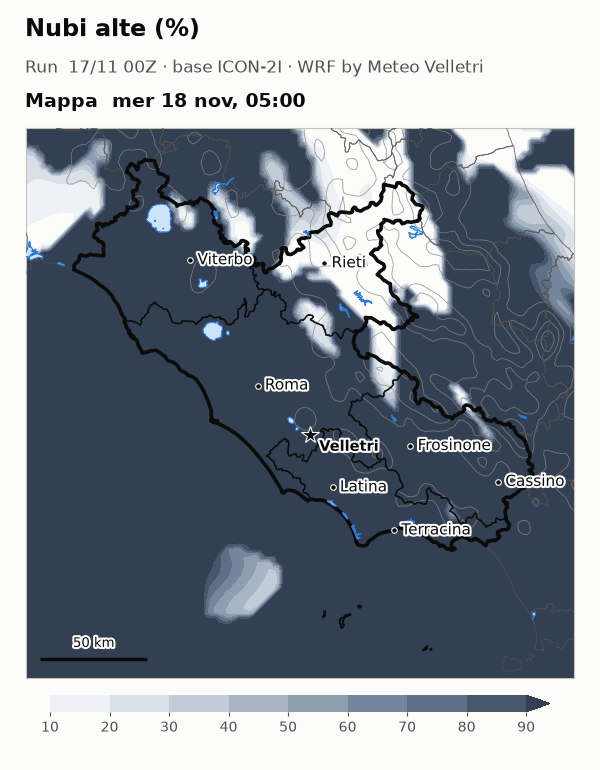 Nubi alte (%)
Run  17/11 00Z · base ICON-2I · WRF by Meteo Velletri
Mappa  mer 18 nov, 05:00
Viterbo
Rieti
Roma
Velletri
Frosinone
Latina
Cassino
Terracina
50 km
10 20 30 40 50 60 70 80 90